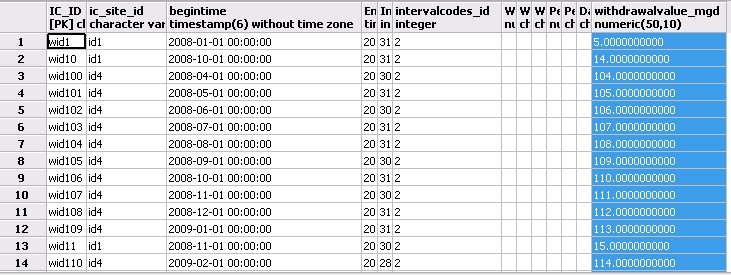 IC_ID ic_site_id begintime En In intervalcodes_id W W W W Pe Pe Da withdrawalvalue_mgd
[PK] cl character var timestamp(6) without time zone tir in integer nu ch ch nu nu ch ch numeric(50,10)
1 wid1 id1 2008-01-01 00:00:00 20 31 2 5.0000000000
2 wid10 id1 2008-10-01 00:00:00 20 31 2 14.0000000000
3 wid100 id4 2008-04-01 00:00:00 20 30 2 104.0000000000
4 wid101 id4 2008-05-01 00:00:00 20 31 2 105.0000000000
5 wid102 id4 2008-06-01 00:00:00 20 30 2 106.0000000000
6 wid103 id4 2008-07-01 00:00:00 20 31 2 107.0000000000
7 wid104 id4 2008-08-01 00:00:00 20 31 2 108.0000000000
8 wid105 id4 2008-09-01 00:00:00 20 30 2 109.0000000000
9 wid106 id4 2008-10-01 00:00:00 20 31 2 110.0000000000
10 wid107 id4 2008-11-01 00:00:00 20 30 2 111.0000000000
11 wid108 id4 2008-12-01 00:00:00 20 31 2 112.0000000000
12 wid109 id4 2009-01-01 00:00:00 20 31 2 113.0000000000
13 wid11 id1 2008-11-01 00:00:00 20 30 2 15.0000000000
14 wid110 id4 2009-02-01 00:00:00 20 28 2 114.0000000000